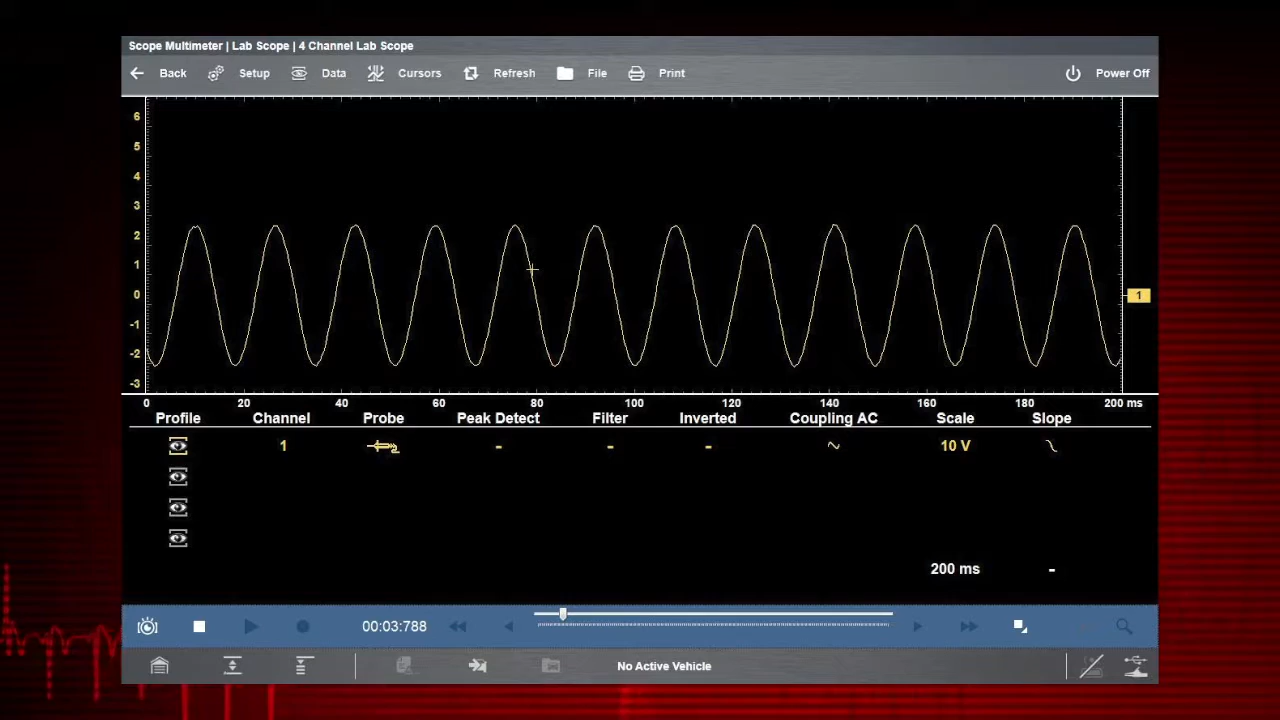 Scope Multimeter | Lab Scope | 4 Channel Lab Scope
Back Setup Data Cursors Refresh File Print Power Off
6
5
4
3
2
1
0
-1
-2
-3
1
0 20 40 60 80 100 120 140 160 180 200 ms
Profile Channel Probe Peak Detect Filter Inverted Coupling AC Scale Slope
1 - - - 10 V
200 ms -
00:03:788
No Active Vehicle